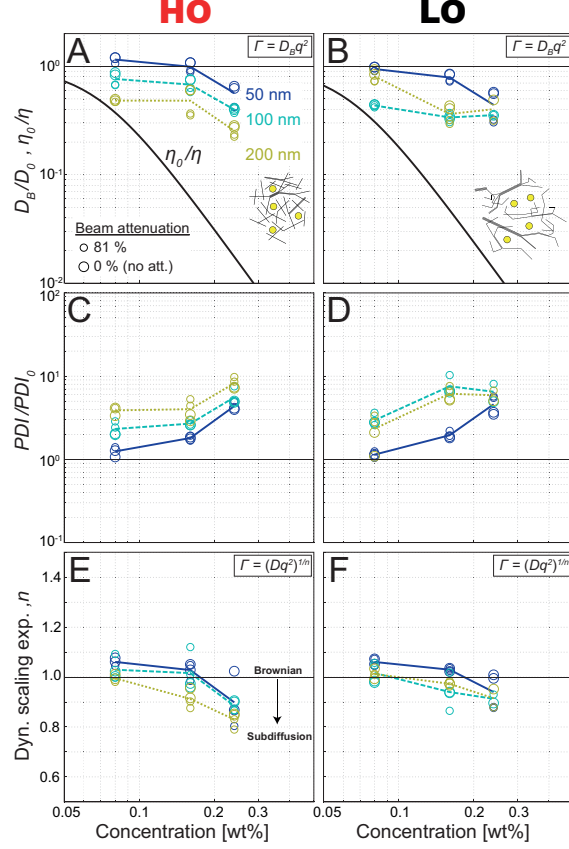 Ho
Lo
A
Γ = D_Bq²
B
Γ = D_Bq²
10⁰
10⁻¹
10⁻²
D_B/D_0 , η_0/η
50 nm
100 nm
200 nm
η_0/η
Beam attenuation
81 %
0 % (no att.)
C
D
10²
10¹
10⁰
10⁻¹
PDI/PDI_0
E
Γ = (Dq²)^{1/n}
F
Γ = (Dq²)^{1/n}
1.4
1.2
1.0
0.8
0.6
Dyn. scaling exp., n
Brownian
Subdiffusion
0.05
0.1
0.2
0.3
0.05
0.1
0.2
0.3
Concentration [wt%]
Concentration [wt%]